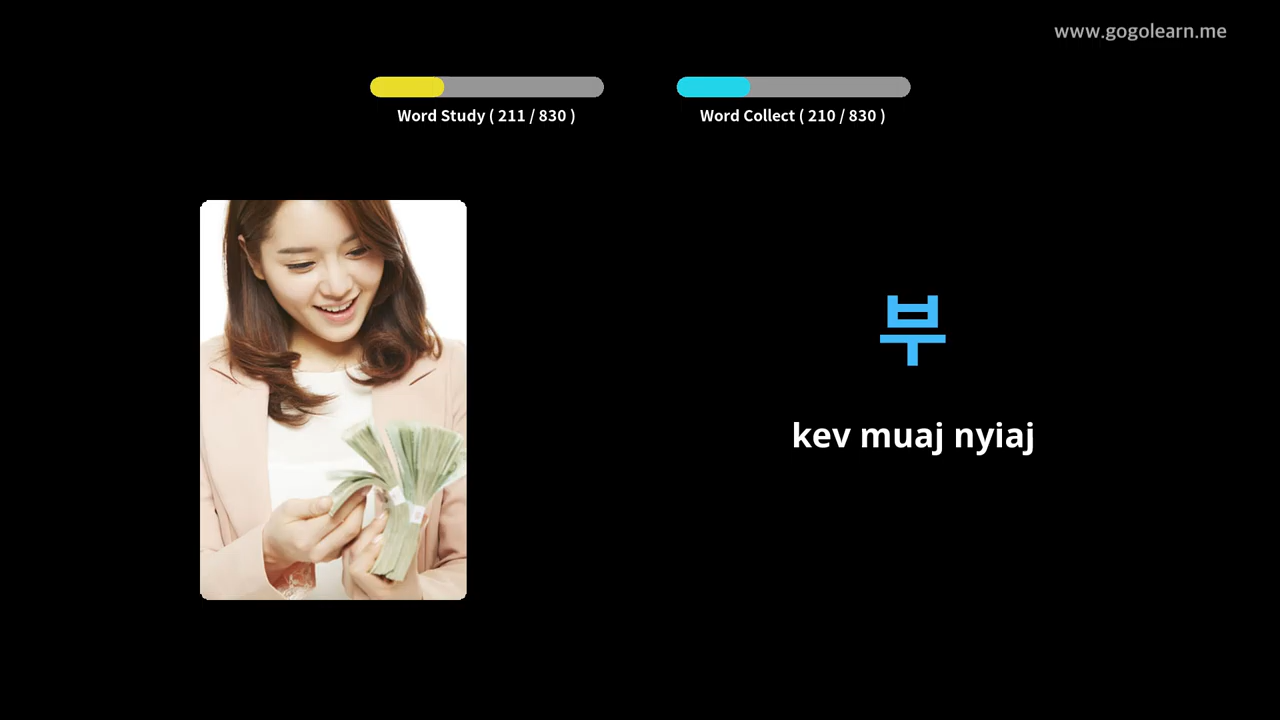 www.gogolearn.me
Word Study ( 211 / 830 )
Word Collect ( 210 / 830 )
부
kev muaj nyiaj